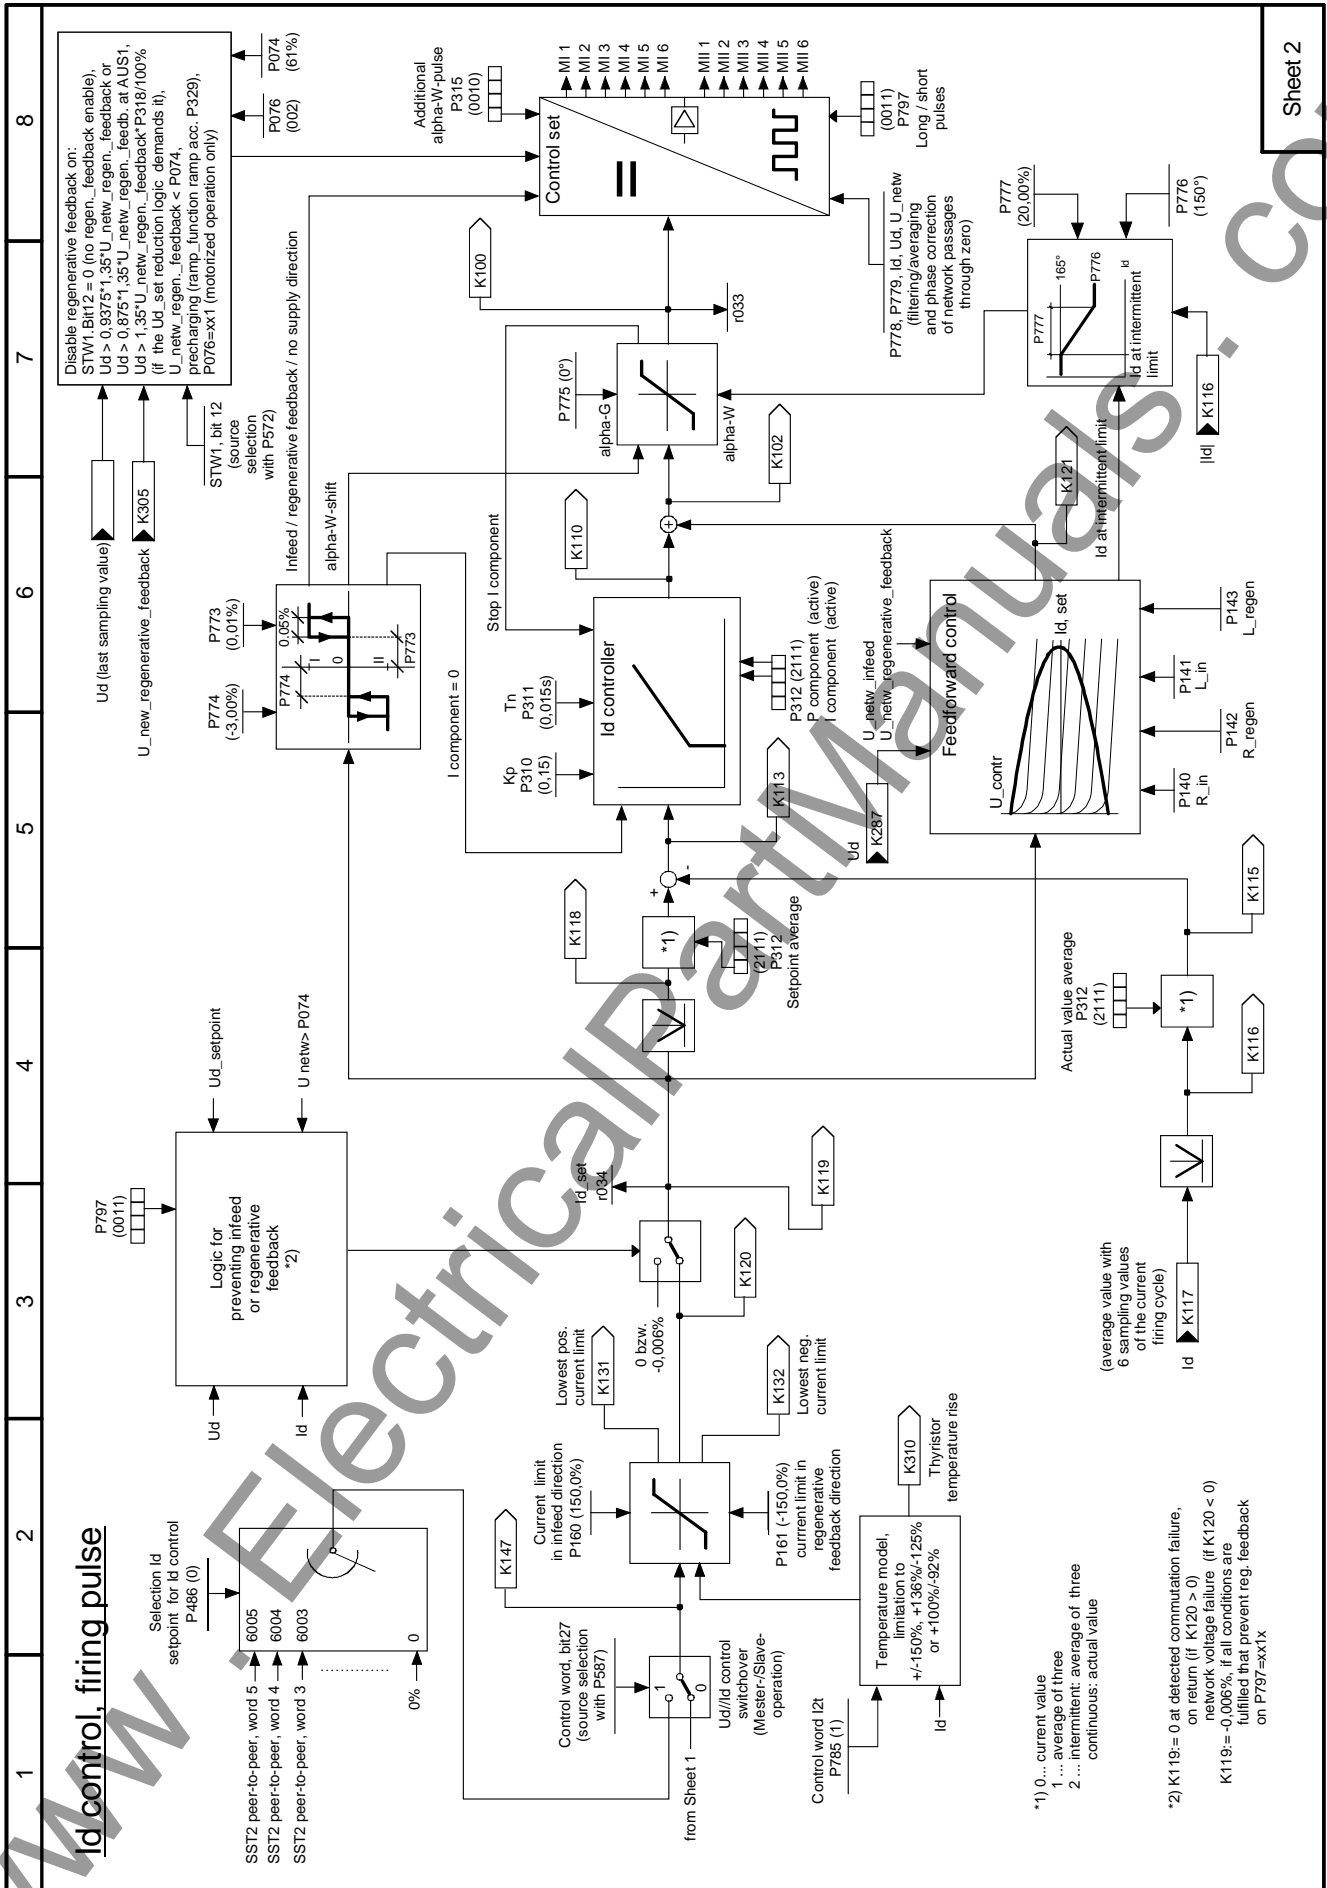 Id control, firing pulse
1
2
3
4
5
6
7
8
Sheet 2
SST2 peer-to-peer, word 5
SST2 peer-to-peer, word 4
SST2 peer-to-peer, word 3
0%
6005
6004
6003
0
Selection Id
setpoint for Id control
P486 (0)
Control word, bit27
(source selection
with P587)
1
0
from Sheet 1
Ud//Id control
switchover
(Mester-/Slave-
operation)
K147
Control word I2t
P785 (1)
Id
Temperature model,
limitation to
+/-150%, +136%/-125%
or +100%/-92%
K310
Thyristor
temperature rise
Current limit
in infeed direction
P160 (150,0%)
P161 (-150,0%)
currrent limit in
regenerative
feedback direction
Lowest pos.
current limit
K131
K132
Lowest neg.
current limit
Ud
Id
Logic for
preventing infeed
or regenerative
feedback
*2)
P797
(0011)
Ud_setpoint
U netw> P074
0 bzw.
-0,006%
K120
Id_set
r034
K119
(average value with
6 sampling values
of the current
firing cycle)
Id
K117
K116
Actual value average
P312
(2111)
*1)
K115
K118
*1)
(2111)
P312
Setpoint average
+
-
K113
Kp
P310
(0,15)
Tn
P311
(0,015s)
Id controller
P312 (2111)
P component (active)
I component (active)
I component = 0
Stop I component
K110
+
K102
P774
(-3,00%)
P773
(0,01%)
P774
0.05%
I
0
II
P773
Infeed / regenerative feedback / no supply direction
alpha-W-shift
Ud (last sampling value)
U_new_regenerative_feedback
K305
STW1, bit 12
(source
selection
with P572)
Disable regenerative feedback on:
STW1.Bit12 = 0 (no regen._feedback enable),
Ud > 0,9375*1,35*U_netw_regen._feedback or
Ud > 0,875*1,35*U_netw_regen._feedb. at AUS1,
Ud > 1,35*U_netw_regen._feedback*P318/100%
(if the Ud_set reduction logic demands it),
U_netw_regen._feedback < P074,
precharging (ramp_function ramp acc. P329),
P076=xx1 (motorized operation only)
P076
(002)
P074
(61%)
Ud
K287
U_netw_infeed
U_netw_regenerative_feedback
Feedforward control
U_contr
Id, set
P140
R_in
P142
R_regen
P141
L_in
P143
L_regen
K121
Id at intermittent limit
P775 (0°)
alpha-G
alpha-W
K100
r033
|Id|
K116
P777
165°
P776
Id
Id at intermittent
limit
P777
(20,00%)
P776
(150°)
P778, P779, Id, Ud, U_netw
(filtering/averaging
and phase correction
of network passages
through zero)
Additional
alpha-W-pulse
P315
(0010)
Control set
=
MI 1
MI 2
MI 3
MI 4
MI 5
MI 6
MII 1
MII 2
MII 3
MII 4
MII 5
MII 6
(0011)
P797
Long / short
pulses
*1) 0... current value
1 ... average of three
2 ... intermittent: average of three
continuous: actual value
*2) K119:= 0 at detected commutation failure,
on return (if K120 > 0)
network voltage failure (if K120 < 0)
K119:= -0,006%, if all conditions are
fulfilled that prevent reg. feedback
on P797=xx1x